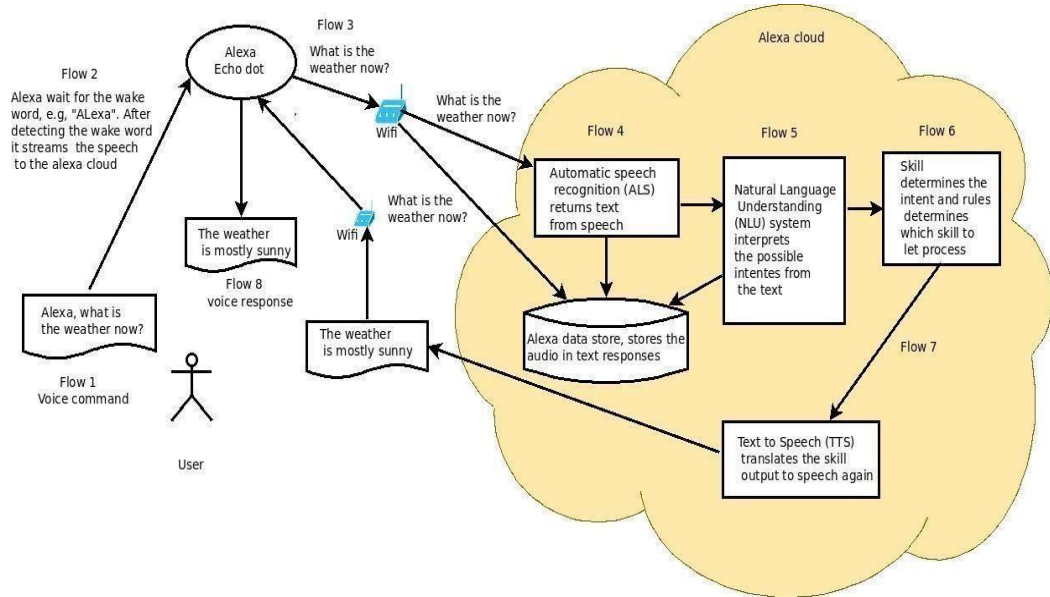 Flow 3
Alexa cloud
Alexa
Echo dot
What is the
weather now?
Flow 2
Alexa wait for the wake
word, e.g, "ALexa". After
detecting the wake word
it streams the speech
to the alexa cloud
Wifi
What is the
weather now?
Flow 4
Flow 5
Flow 6
Automatic speech
recognition (ALS)
returns text
from speech
Natural Language
Understanding
(NLU) system
interprets
the possible
intentes from
the text
Skill
determines the
intent and rules
determines
which skill to
let process
What is the
weather now?
Wifi
The weather
is mostly sunny
Flow 8
voice response
Alexa, what is
the weather now?
Flow 1
Voice command
The weather
is mostly sunny
Alexa data store, stores the
audio in text responses
Flow 7
User
Text to Speech (TTS)
translates the skill
output to speech again